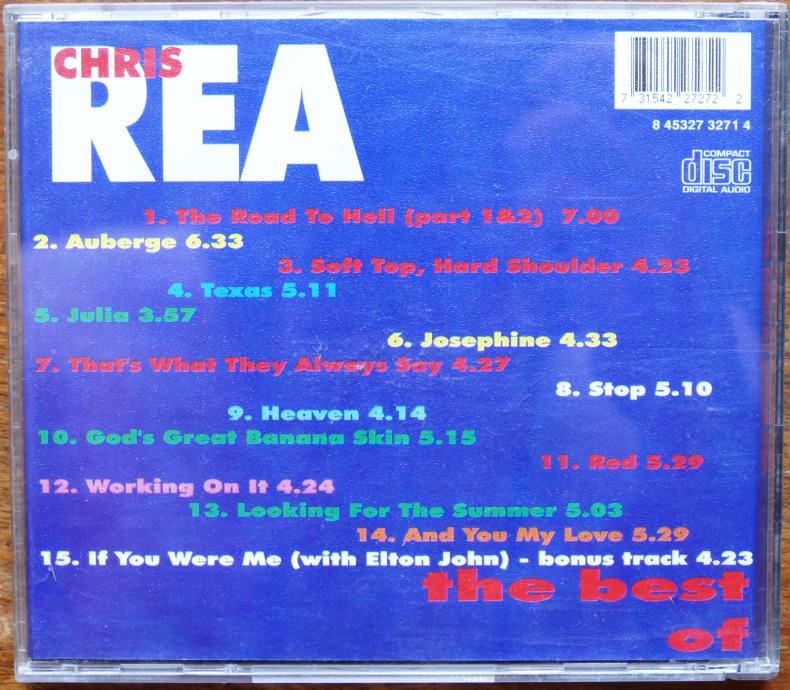 CHRIS
REA
7 31542 27272 2
8 45327 3271 4
COMPACT
disc
DIGITAL AUDIO
1. The Road To Hell (part 1&2) 7.00
2. Auberge 6.33
3. Soft Top, Hard Shoulder 4.23
4. Texas 5.11
5. Julia 3.57
6. Josephine 4.33
7. That's What They Always Say 4.27
8. Stop 5.10
9. Heaven 4.14
10. God's Great Banana Skin 5.15
11. Red 5.29
12. Working On It 4.24
13. Looking For The Summer 5.03
14. And You My Love 5.29
15. If You Were Me (with Elton John) - bonus track 4.23
the best
of